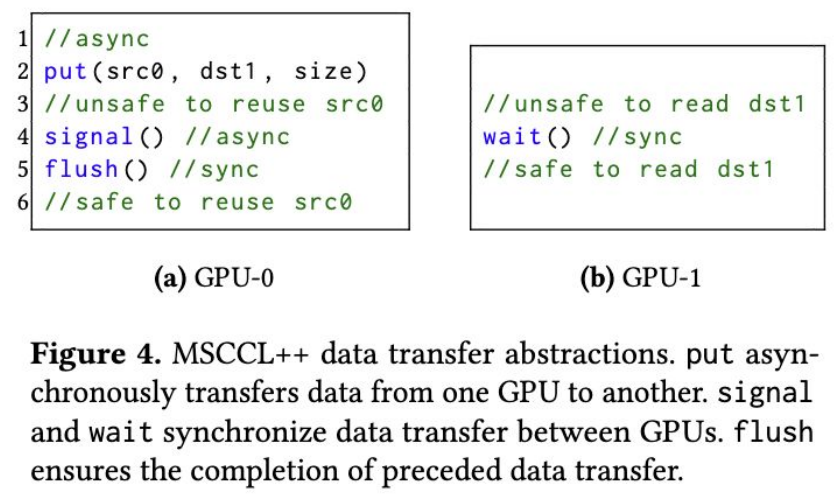 1 //async
2 put(src0, dst1, size)
3 //unsafe to reuse src0
4 signal() //async
5 flush() //sync
6 //safe to reuse src0
(a) GPU-0
//unsafe to read dst1
wait() //sync
//safe to read dst1
(b) GPU-1
Figure 4. MSCCL++ data transfer abstractions. put asyn-
chronously transfers data from one GPU to another. signal
and wait synchronize data transfer between GPUs. flush
ensures the completion of preceded data transfer.